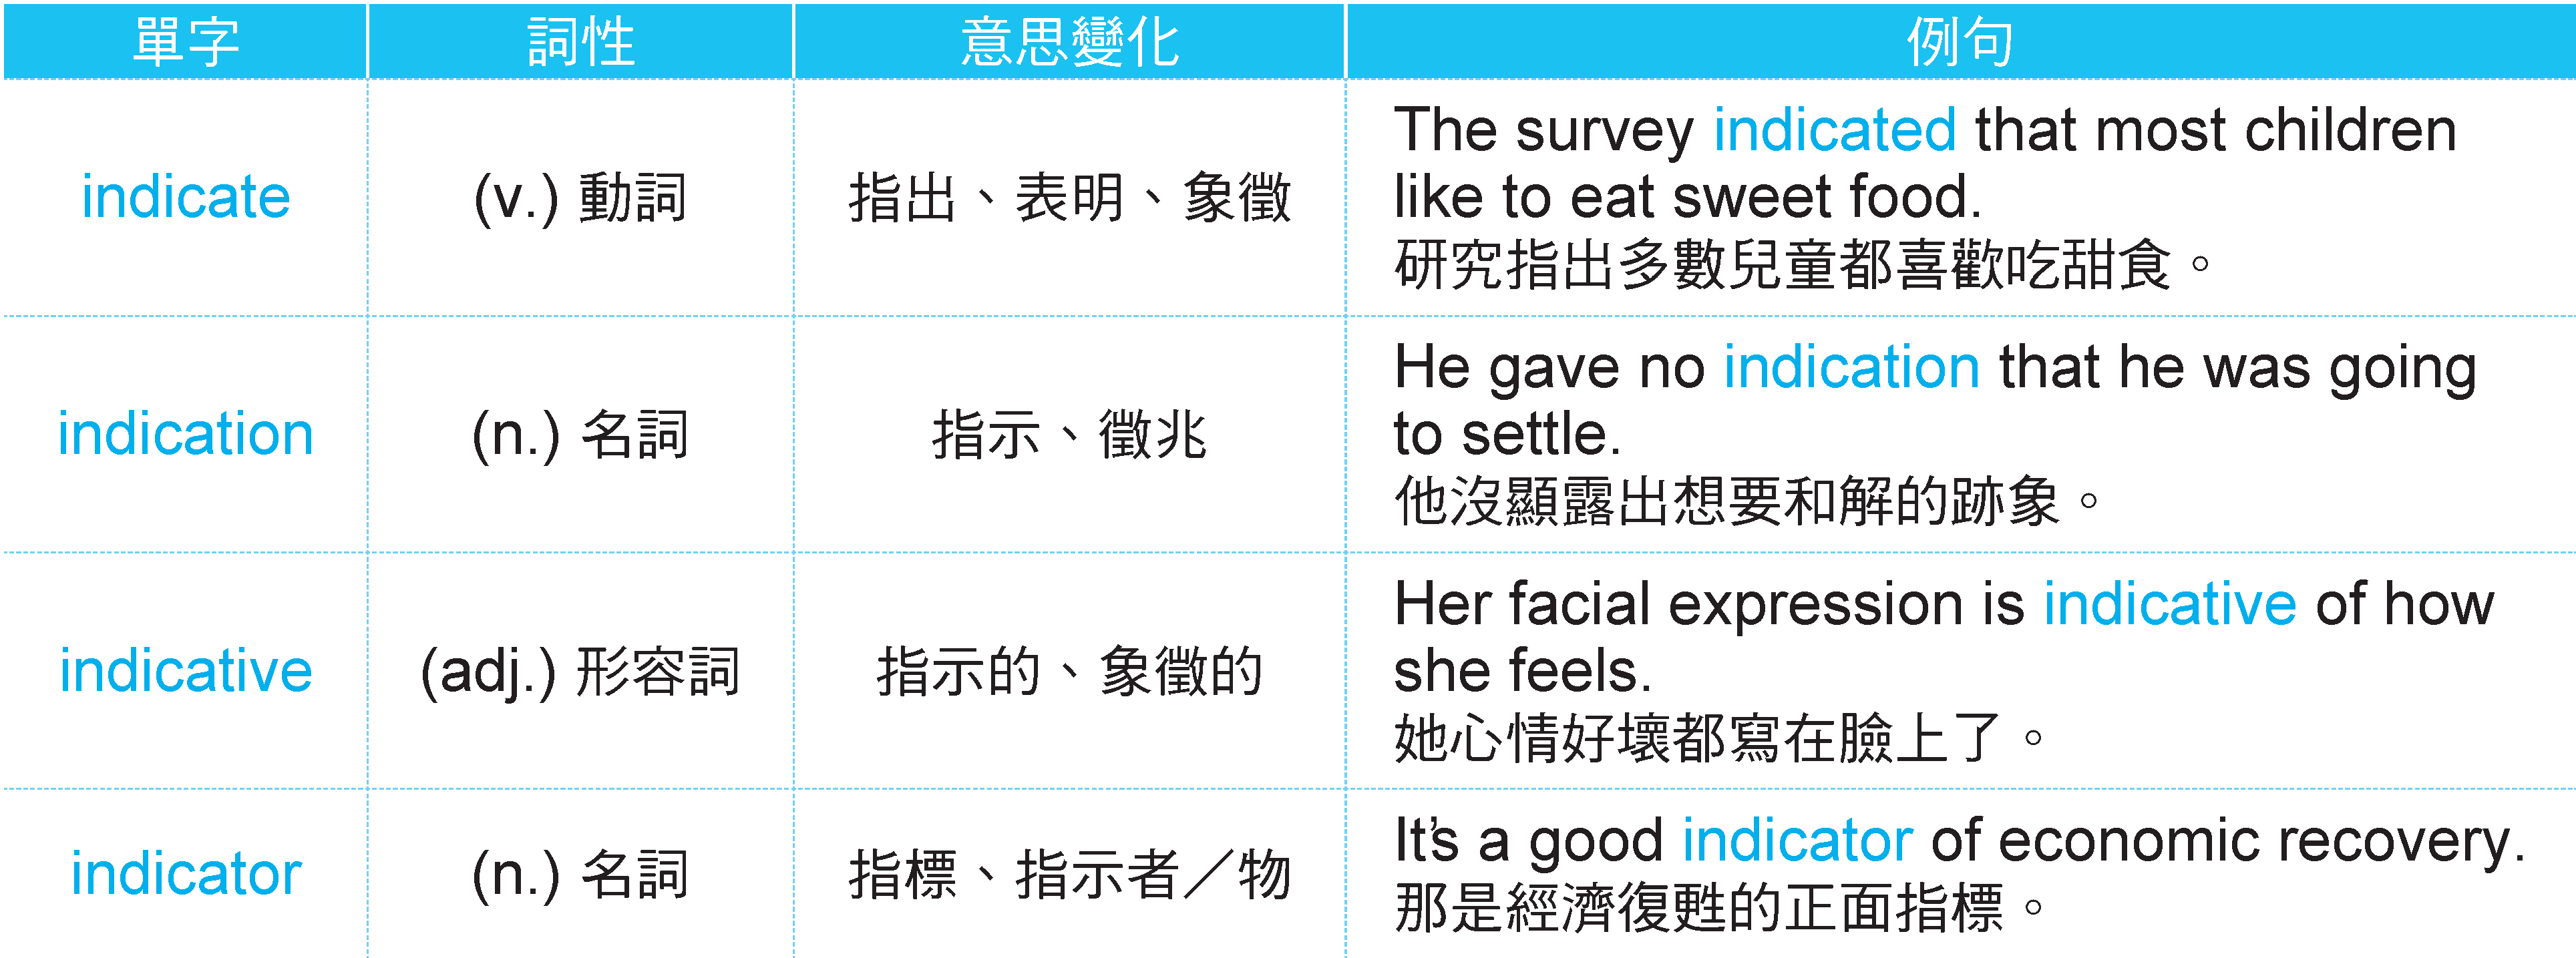 單字 詞性 意思變化 例句
indicate (v.) 動詞 指出、表明、象徵
The survey indicated that most children
like to eat sweet food.
研究指出多數兒童都喜歡吃甜食。
indication (n.) 名詞 指示、徵兆
He gave no indication that he was going
to settle.
他沒顯露出想要和解的跡象。
indicative (adj.) 形容詞 指示的、象徵的
Her facial expression is indicative of how
she feels.
她心情好壞都寫在臉上了。
indicator (n.) 名詞 指標、指示者／物
It’s a good indicator of economic recovery.
那是經濟復甦的正面指標。